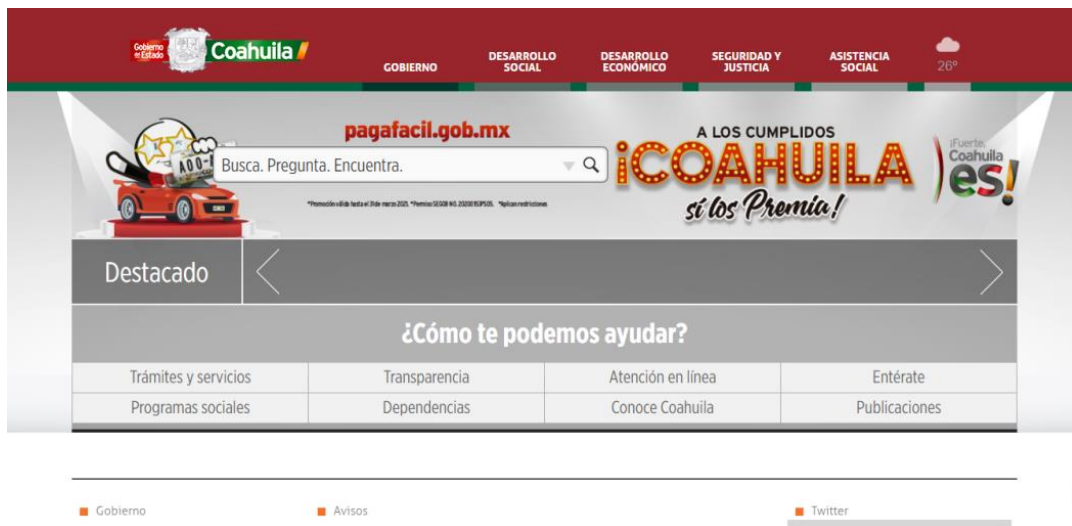 Gobierno
el Estado
Coahuila
GOBIERNO
DESARROLLO
SOCIAL
DESARROLLO
ECONÓMICO
SEGURIDAD Y
JUSTICIA
ASISTENCIA
SOCIAL
26°
pagafacil.gob.mx
Busca. Pregunta. Encuentra.
A LOS CUMPLIDOS
¡COAHUILA
sí los Premia!
¡Fuerte.
Coahuila
es!
Destacado
¿Cómo te podemos ayudar?
Trámites y servicios
Transparencia
Atención en línea
Entérate
Programas sociales
Dependencias
Conoce Coahuila
Publicaciones
Gobierno
Avisos
Twitter